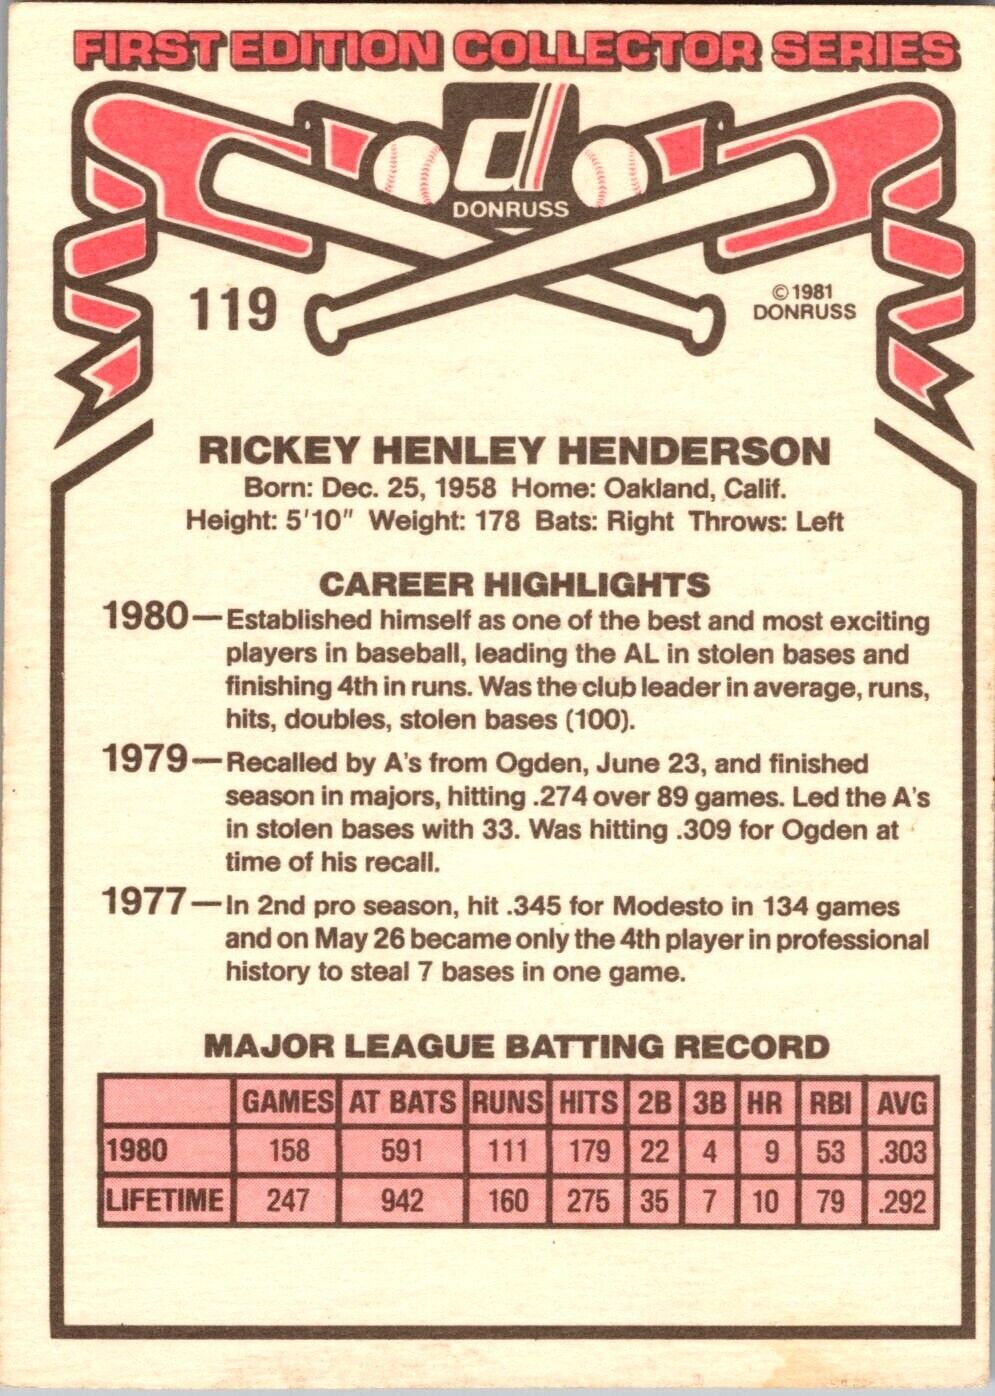 FIRST EDITION COLLECTOR SERIES
d
DONRUSS
119
© 1981
DONRUSS
RICKEY HENLEY HENDERSON
Born: Dec. 25, 1958 Home: Oakland, Calif.
Height: 5'10" Weight: 178 Bats: Right Throws: Left
CAREER HIGHLIGHTS
1980—Established himself as one of the best and most exciting
players in baseball, leading the AL in stolen bases and
finishing 4th in runs. Was the club leader in average, runs,
hits, doubles, stolen bases (100).
1979—Recalled by A's from Ogden, June 23, and finished
season in majors, hitting .274 over 89 games. Led the A's
in stolen bases with 33. Was hitting .309 for Ogden at
time of his recall.
1977—In 2nd pro season, hit .345 for Modesto in 134 games
and on May 26 became only the 4th player in professional
history to steal 7 bases in one game.
MAJOR LEAGUE BATTING RECORD
GAMES AT BATS RUNS HITS 2B 3B HR RBI AVG
1980 158 591 111 179 22 4 9 53 .303
LIFETIME 247 942 160 275 35 7 10 79 .292